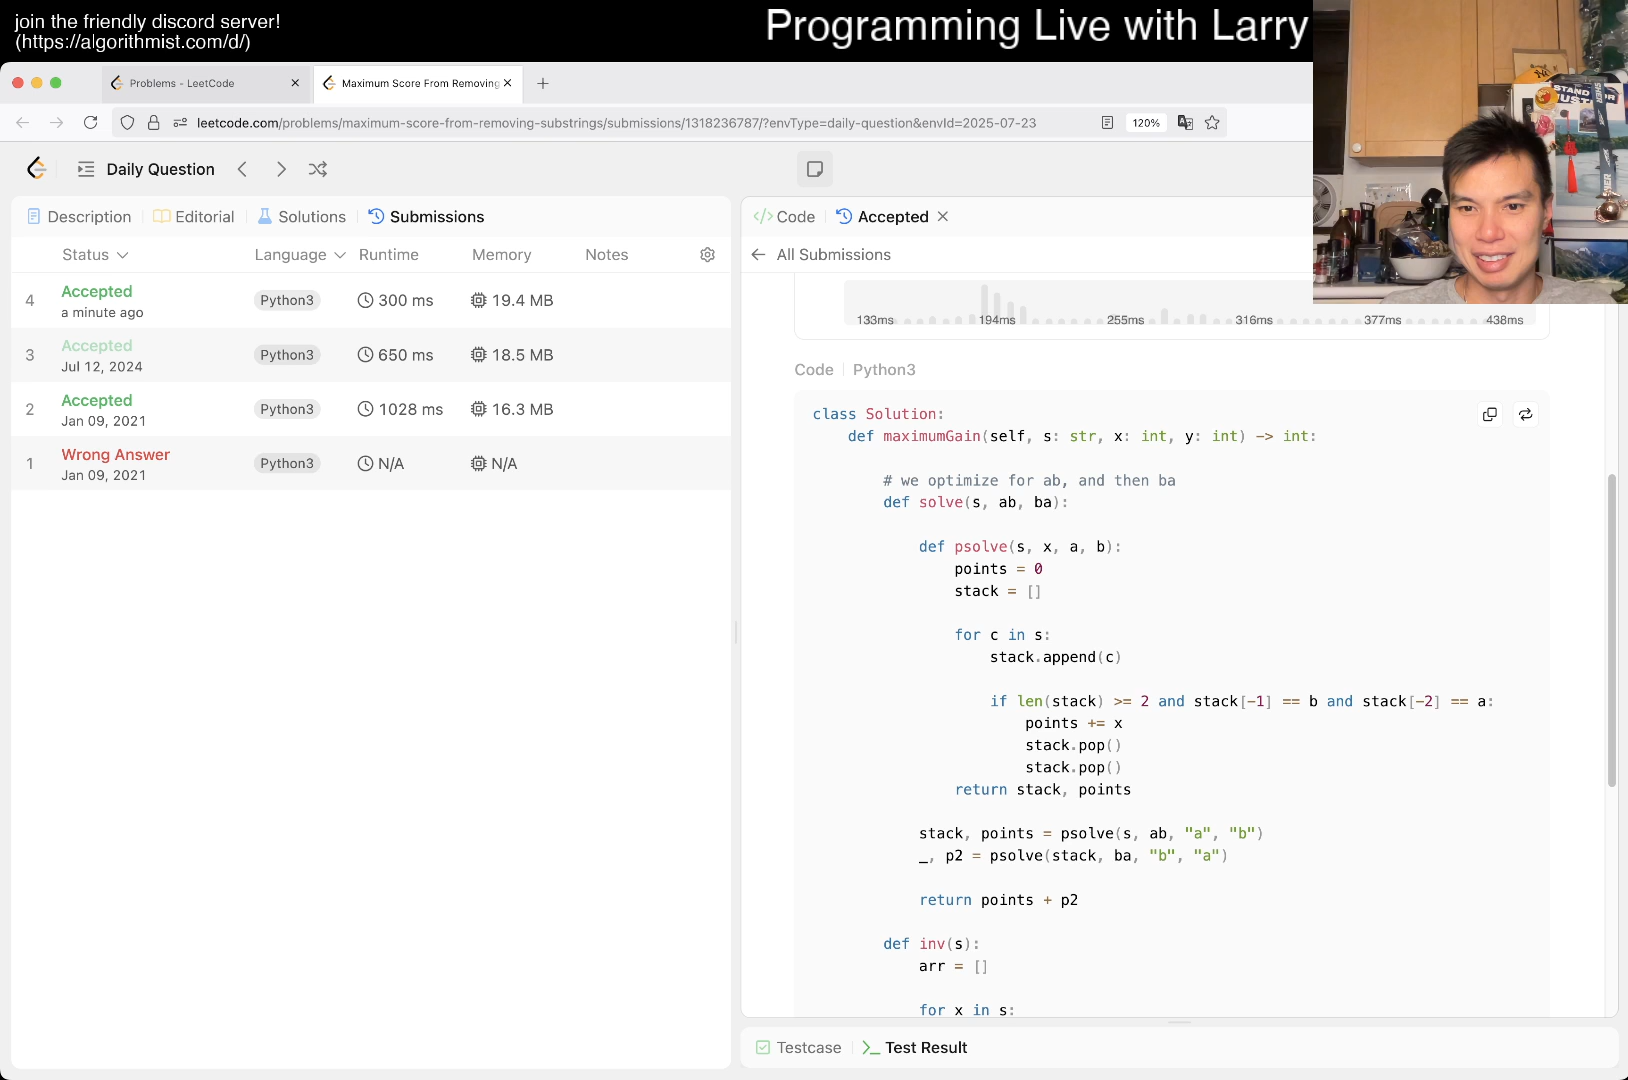 join the friendly discord server!
(https://algorithmist.com/d/)
Programming Live with Larry
Problems - LeetCode
Maximum Score From Removing
leetcode.com/problems/maximum-score-from-removing-substrings/submissions/1318236787/?envType=daily-question&envId=2025-07-23
120%
Daily Question
Description
Editorial
Solutions
Submissions
Status
Language
Runtime
Memory
Notes
4
Accepted
a minute ago
Python3
300 ms
19.4 MB
3
Accepted
Jul 12, 2024
Python3
650 ms
18.5 MB
2
Accepted
Jan 09, 2021
Python3
1028 ms
16.3 MB
1
Wrong Answer
Jan 09, 2021
Python3
N/A
N/A
</> Code
Accepted
All Submissions
133ms 194ms 255ms 316ms 377ms 438ms
Code
Python3
class Solution:
def maximumGain(self, s: str, x: int, y: int) -> int:
# we optimize for ab, and then ba
def solve(s, ab, ba):
def psolve(s, x, a, b):
points = 0
stack = []
for c in s:
stack.append(c)
if len(stack) >= 2 and stack[-1] == b and stack[-2] == a:
points += x
stack.pop()
stack.pop()
return stack, points
stack, points = psolve(s, ab, "a", "b")
_, p2 = psolve(stack, ba, "b", "a")
return points + p2
def inv(s):
arr = []
for x in s:
Testcase
Test Result
STAND